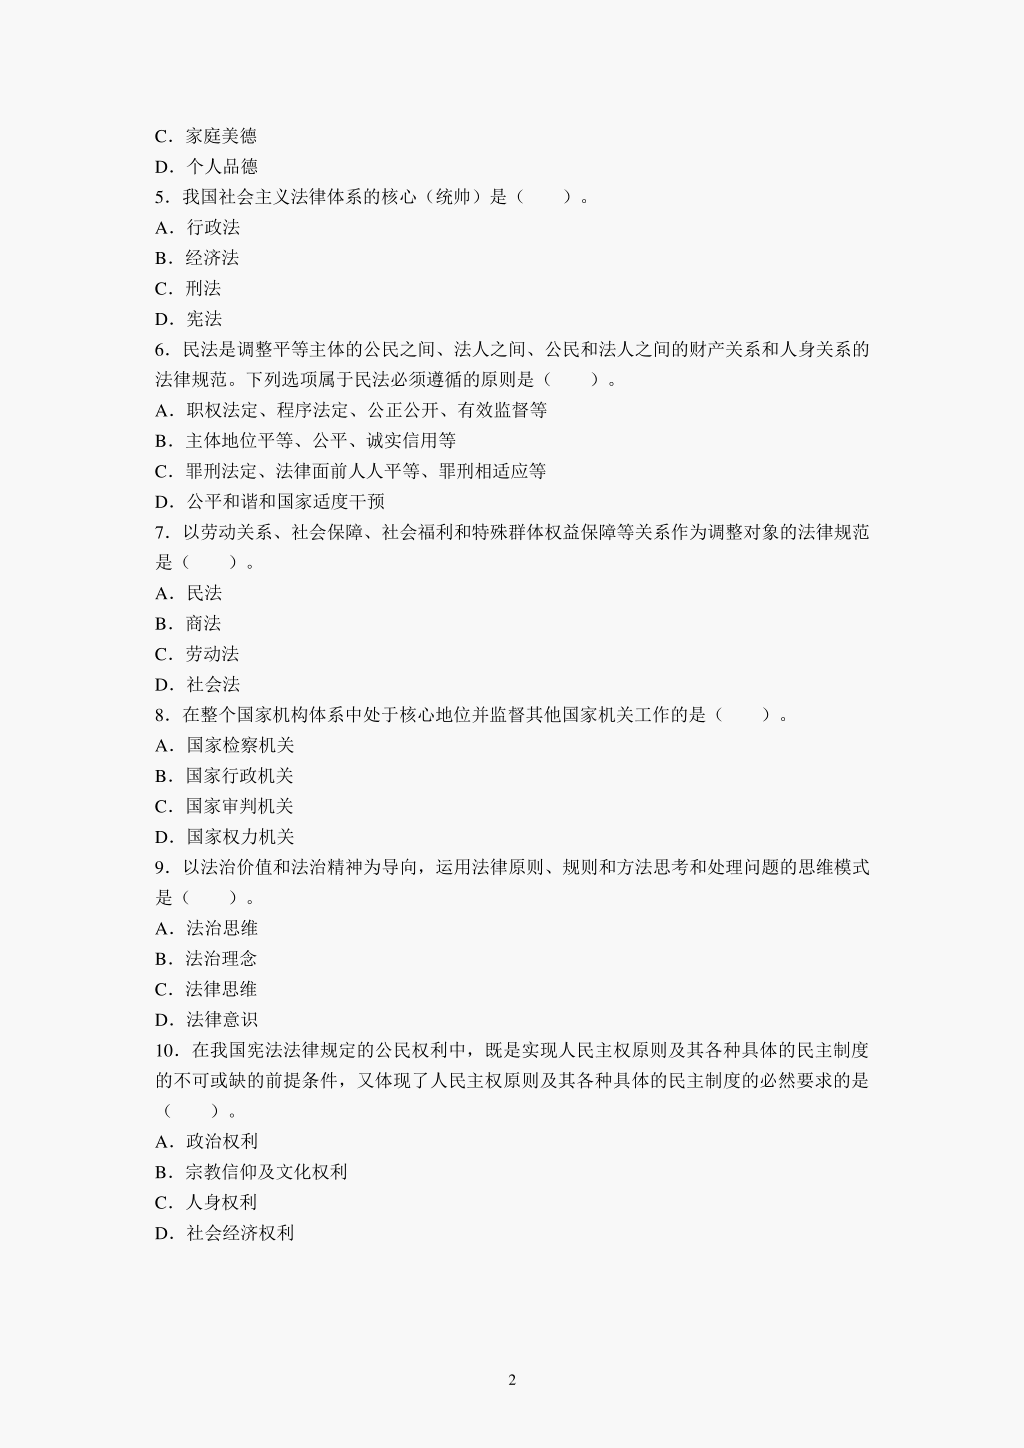 C．家庭美德
D．个人品德
5．我国社会主义法律体系的核心（统帅）是（　　）。
A．行政法
B．经济法
C．刑法
D．宪法
6．民法是调整平等主体的公民之间、法人之间、公民和法人之间的财产关系和人身关系的
法律规范。下列选项属于民法必须遵循的原则是（　　）。
A．职权法定、程序法定、公正公开、有效监督等
B．主体地位平等、公平、诚实信用等
C．罪刑法定、法律面前人人平等、罪刑相适应等
D．公平和谐和国家适度干预
7．以劳动关系、社会保障、社会福利和特殊群体权益保障等关系作为调整对象的法律规范
是（　　）。
A．民法
B．商法
C．劳动法
D．社会法
8．在整个国家机构体系中处于核心地位并监督其他国家机关工作的是（　　）。
A．国家检察机关
B．国家行政机关
C．国家审判机关
D．国家权力机关
9．以法治价值和法治精神为导向，运用法律原则、规则和方法思考和处理问题的思维模式
是（　　）。
A．法治思维
B．法治理念
C．法律思维
D．法律意识
10．在我国宪法法律规定的公民权利中，既是实现人民主权原则及其各种具体的民主制度
的不可或缺的前提条件，又体现了人民主权原则及其各种具体的民主制度的必然要求的是
（　　）。
A．政治权利
B．宗教信仰及文化权利
C．人身权利
D．社会经济权利
2